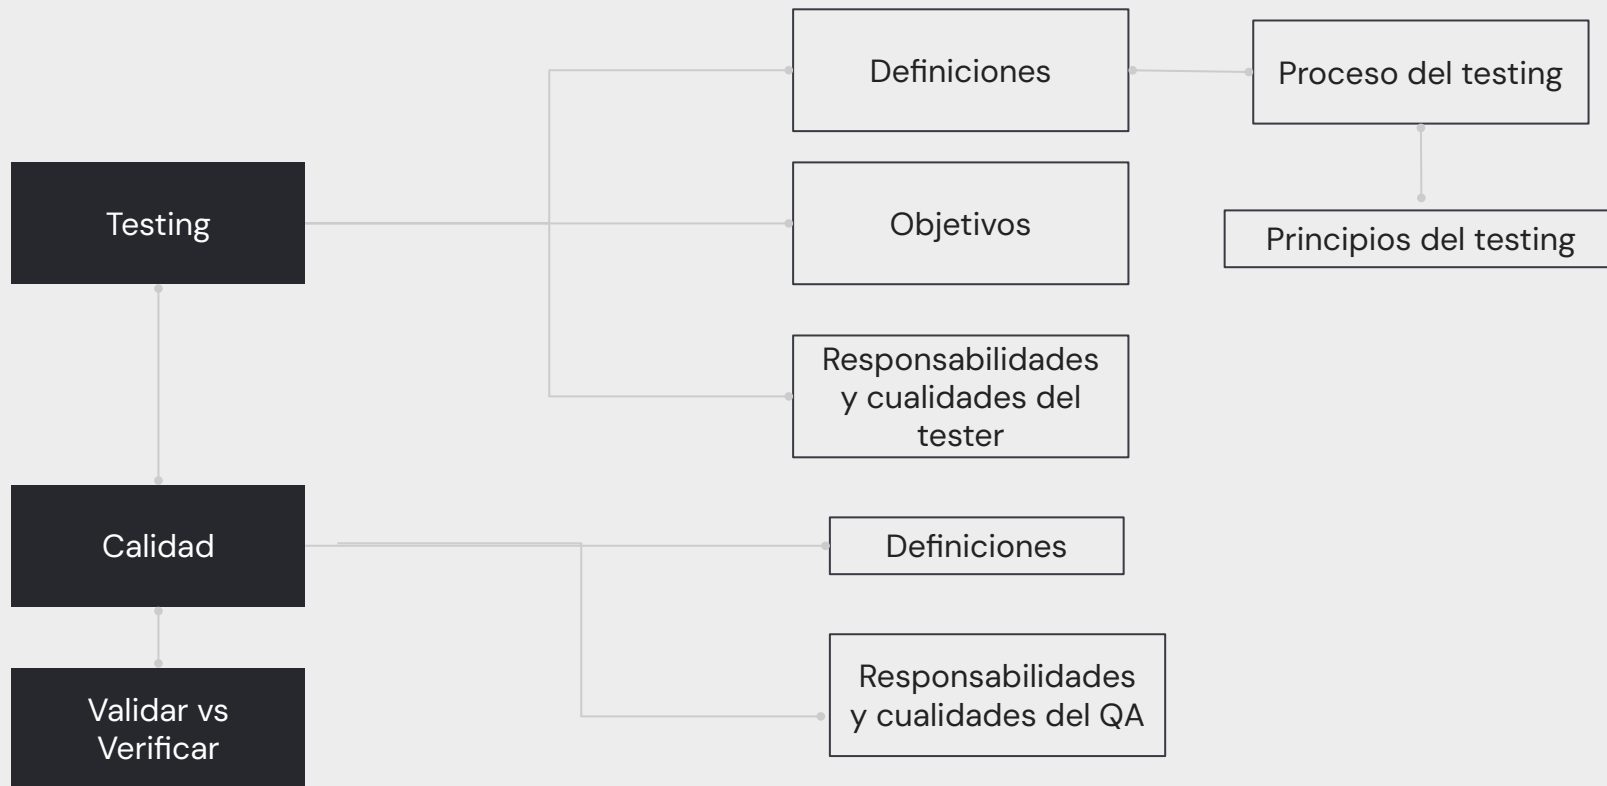 Definiciones
Proceso del testing
Testing
Objetivos
Principios del testing
Responsabilidades
y cualidades del
tester
Calidad
Definiciones
Responsabilidades
y cualidades del QA
Validar vs
Verificar